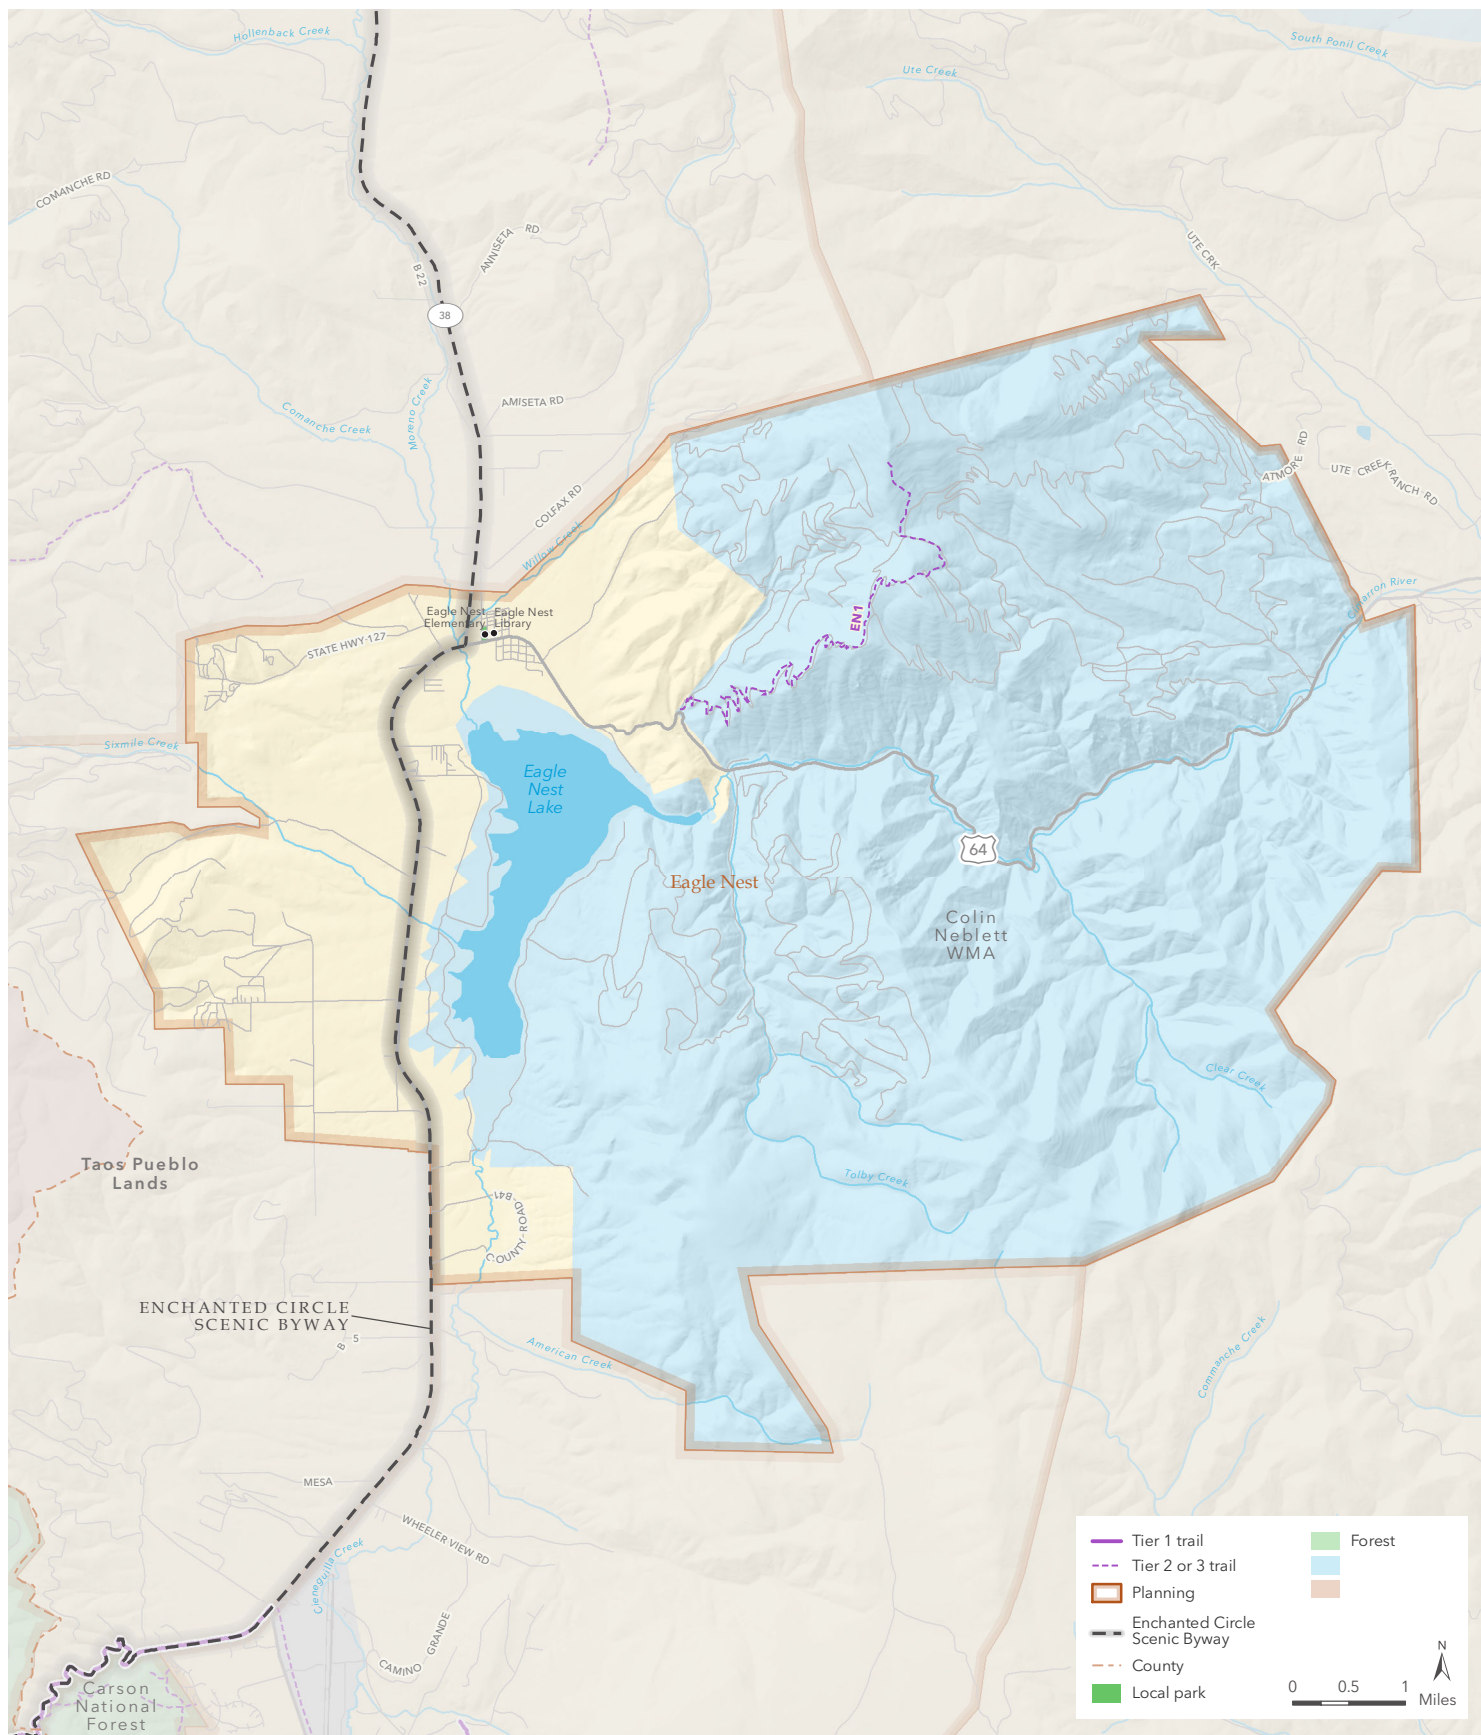 Hollenback Creek
South Ponil Creek
Ute Creek
COMANCHE RD
ANNISETA RD
UTE CRK
B 22
38
Moreno Creek
AMISETA RD
Comanche Creek
ATMORE RD
UTE CREEK RANCH RD
COLFAX RD
Willow Creek
Cimarron River
Eagle Nest
Elementary
Eagle Nest
Library
EN1
STATE HWY 127
Sixmile Creek
Eagle
Nest
Lake
64
Eagle Nest
Colin
Neblett
WMA
Clear Creek
Taos Pueblo
Lands
Tolby Creek
COUNTY ROAD B41
ENCHANTED CIRCLE
SCENIC BYWAY
B 5
American Creek
Commanche Creek
MESA
WHEELER VIEW RD
Cieneguilla Creek
CAMINO GRANDE
Carson
National
Forest
Tier 1 trail
Tier 2 or 3 trail
Planning
Enchanted Circle
Scenic Byway
County
Local park
Forest
N
0 0.5 1
Miles